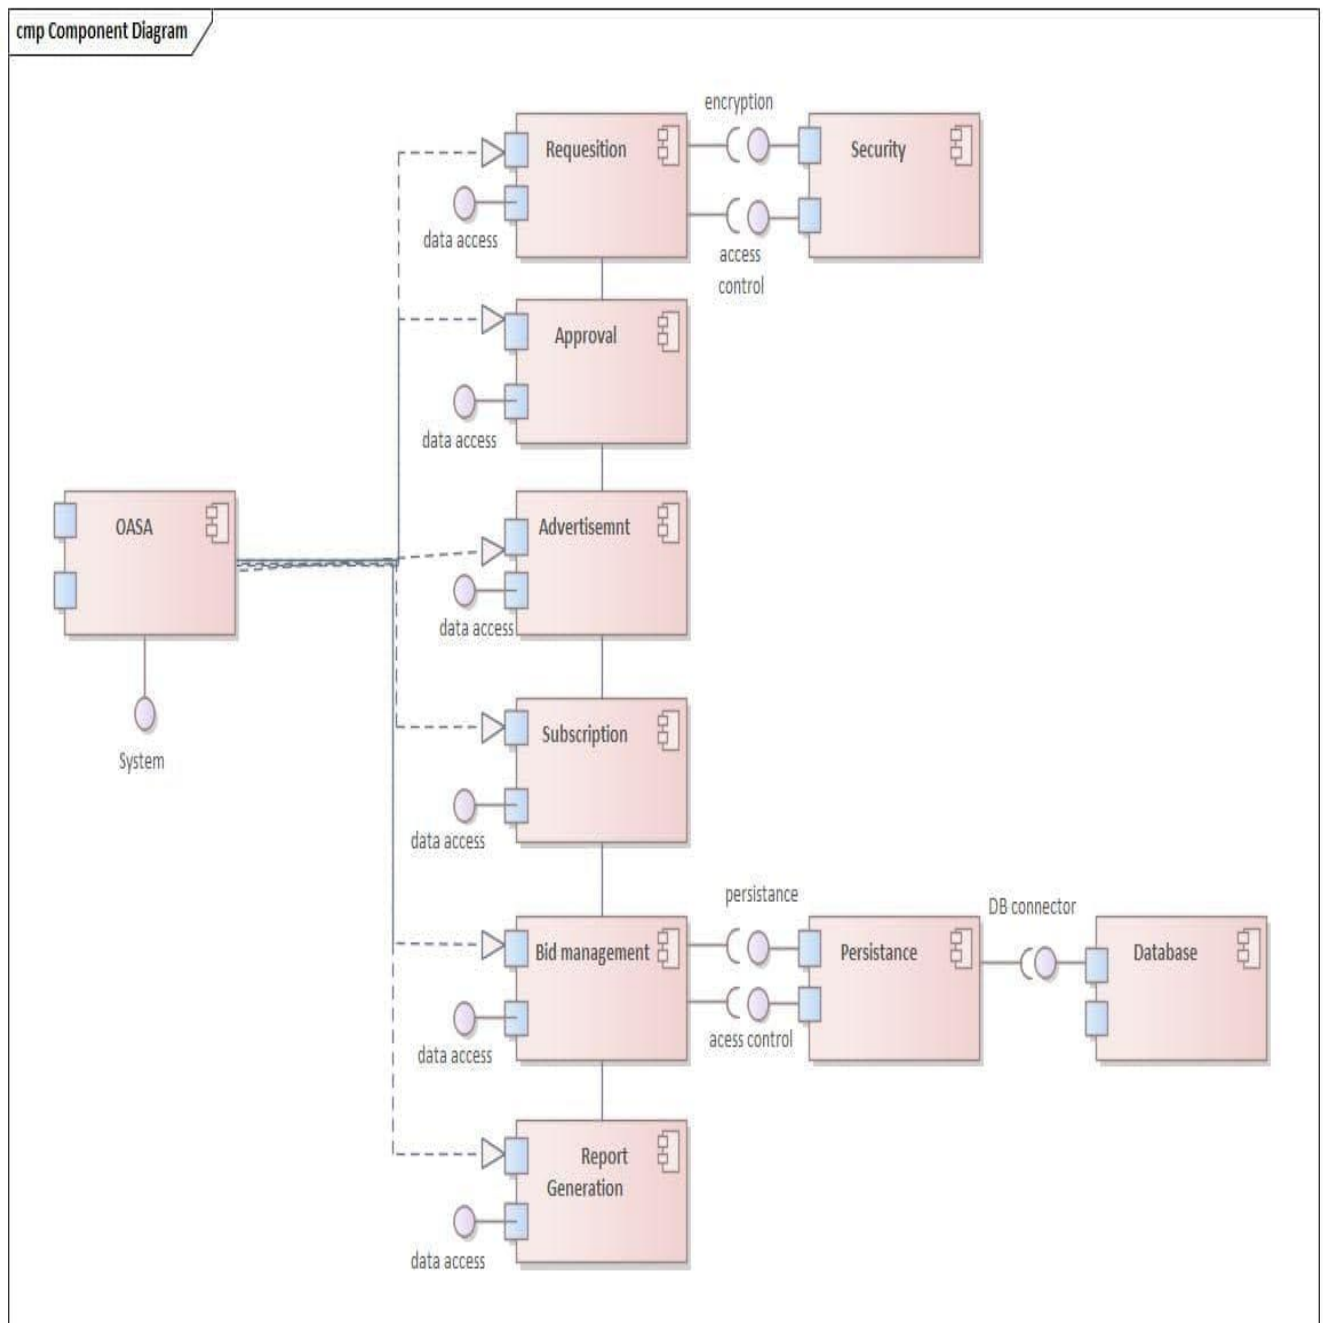 cmp Component Diagram
encryption
Requesition
Security
data access
access
control
Approval
data access
OASA
Advertisemnt
data access
System
Subscription
data access
persistance
DB connector
Bid management
Persistance
Database
data access
acess control
Report
Generation
data access